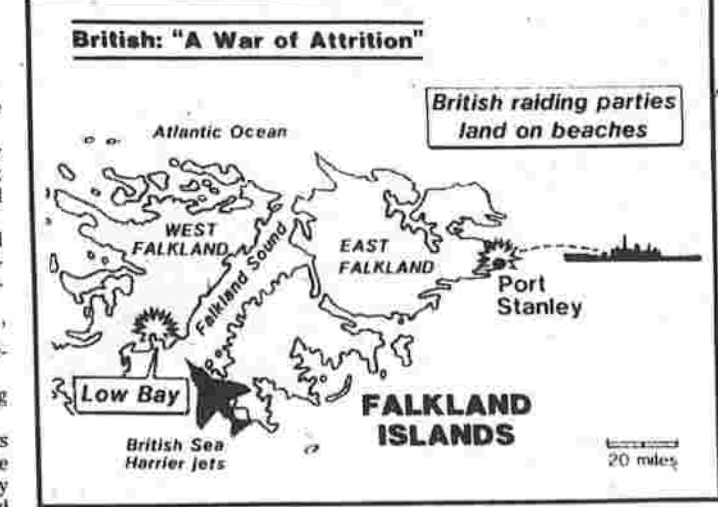 British: "A War of Attrition"
British raiding parties
land on beaches
Atlantic Ocean
WEST
FALKLAND
Falkland Sound
EAST
FALKLAND
Port
Stanley
Low Bay
British Sea
Harrier jets
FALKLAND
ISLANDS
20 miles